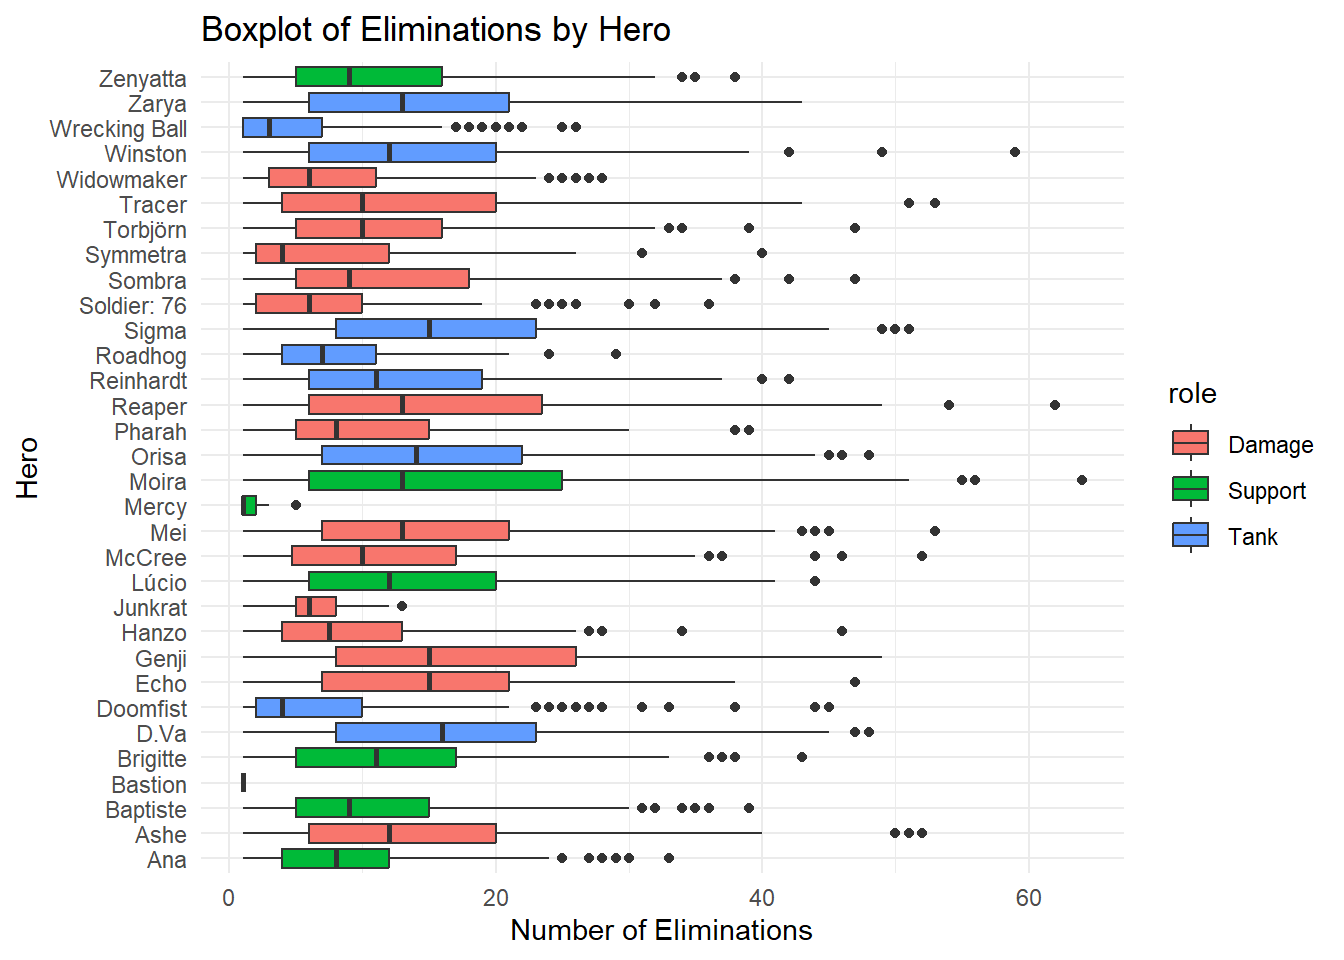 Boxplot of Eliminations by Hero
Zenyatta
Zarya
Wrecking Ball
Winston
Widowmaker
Tracer
Torbjörn
Symmetra
Sombra
Soldier: 76
Sigma
Roadhog
Reinhardt
Reaper
Pharah
Orisa
Moira
Mercy
Mei
McCree
Lúcio
Junkrat
Hanzo
Genji
Echo
Doomfist
D.Va
Brigitte
Bastion
Baptiste
Ashe
Ana
Hero
0 20 40 60
Number of Eliminations
role
Damage
Support
Tank